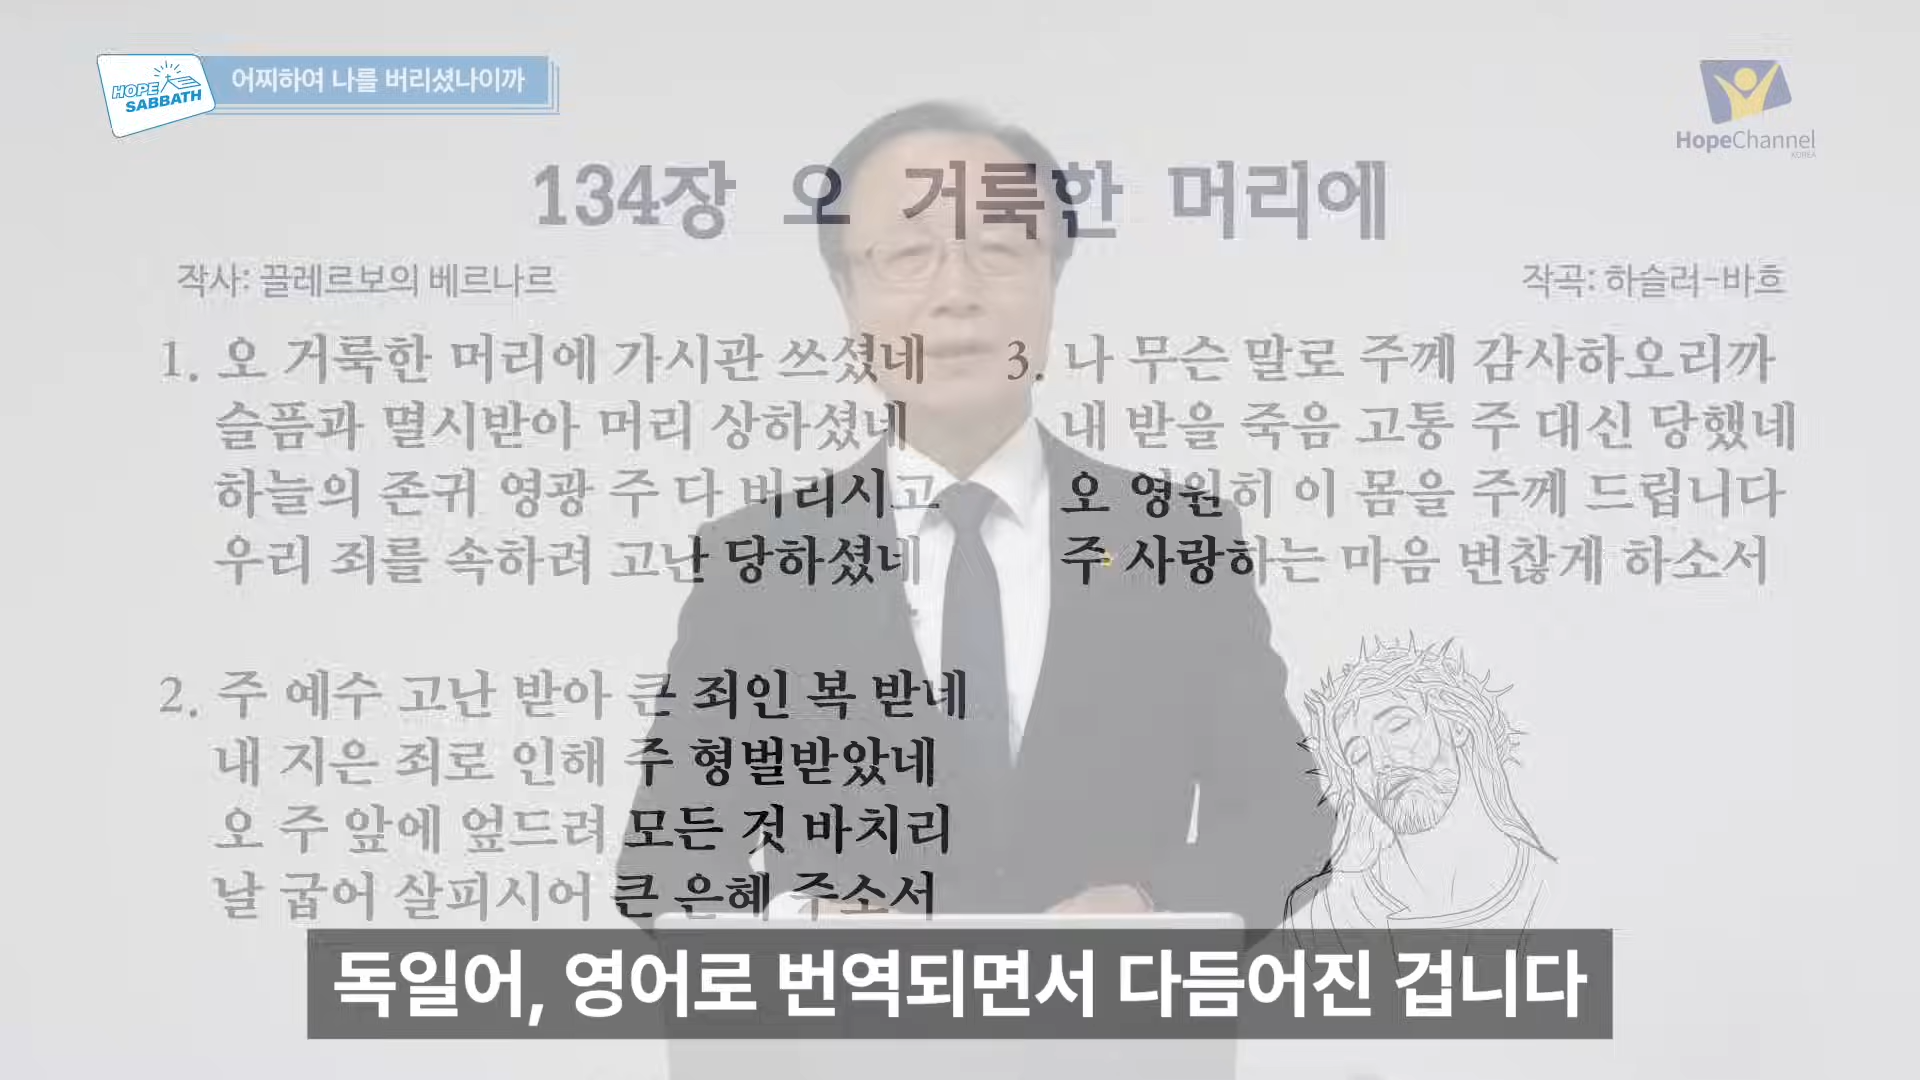 HOPE
SABBATH
어찌하여 나를 버리셨나이까
HopeChannel
KOREA
134장 오 거룩한 머리에
작사: 끌레르보의 베르나르
작곡: 하슬러-바흐
1. 오 거룩한 머리에 가시관 쓰셨네
슬픔과 멸시받아 머리 상하셨네
하늘의 존귀 영광 주 다 버리시고
우리 죄를 속하려 고난 당하셨네
2. 주 예수 고난 받아 큰 죄인 복 받네
내 지은 죄로 인해 주 형벌받았네
오 주 앞에 엎드려 모든 것 바치리
날 굽어 살피시어 큰 은혜 주소서
3. 나 무슨 말로 주께 감사하오리까
내 받을 죽음 고통 주 대신 당했네
오 영원히 이 몸을 주께 드립니다
주 사랑하는 마음 변찮게 하소서
독일어, 영어로 번역되면서 다듬어진 겁니다